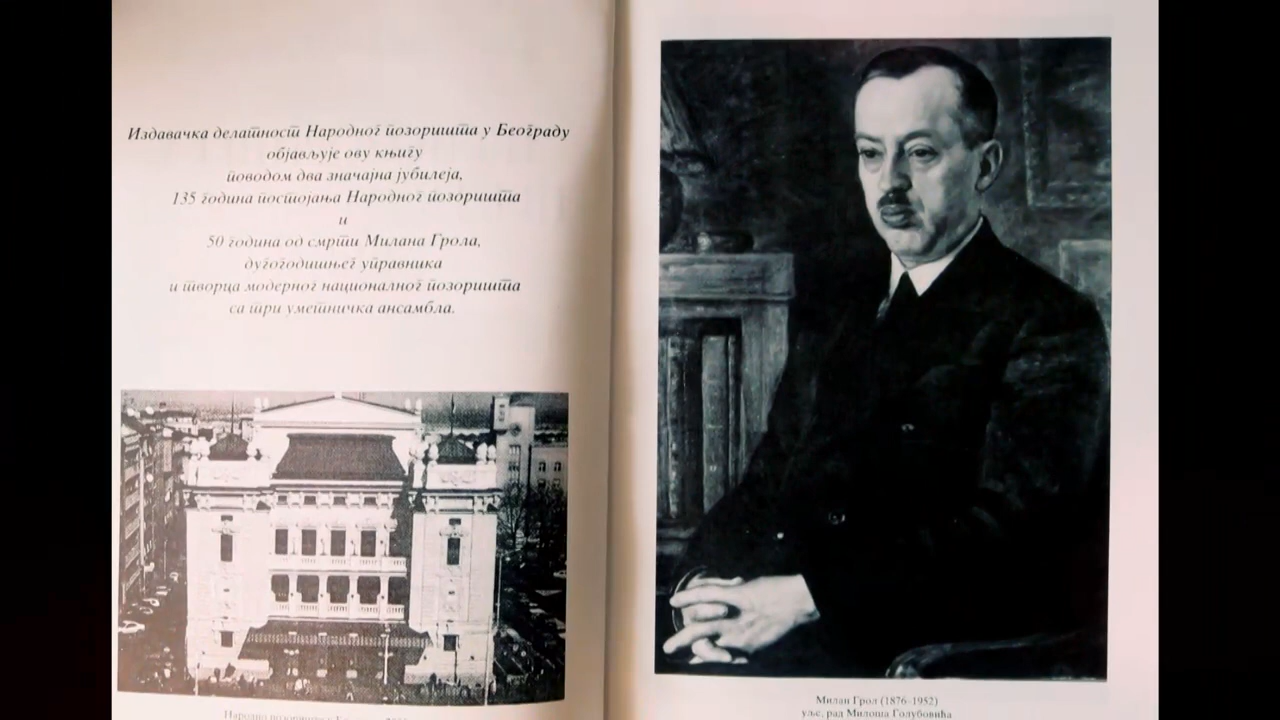 Издавачка делатност Народног позоришта у Београду
објављује ову књигу
поводом два значајна јубилеја,
135 година постојања Народног позоришта
и
50 година од смрти Милана Грола,
дугогодишњег управника
и творца модерног националног позоришта
са три уметничка ансамбла.
Народно позориште у
Милан Грол (1876–1952)
уље, рад Милоша Голубовића